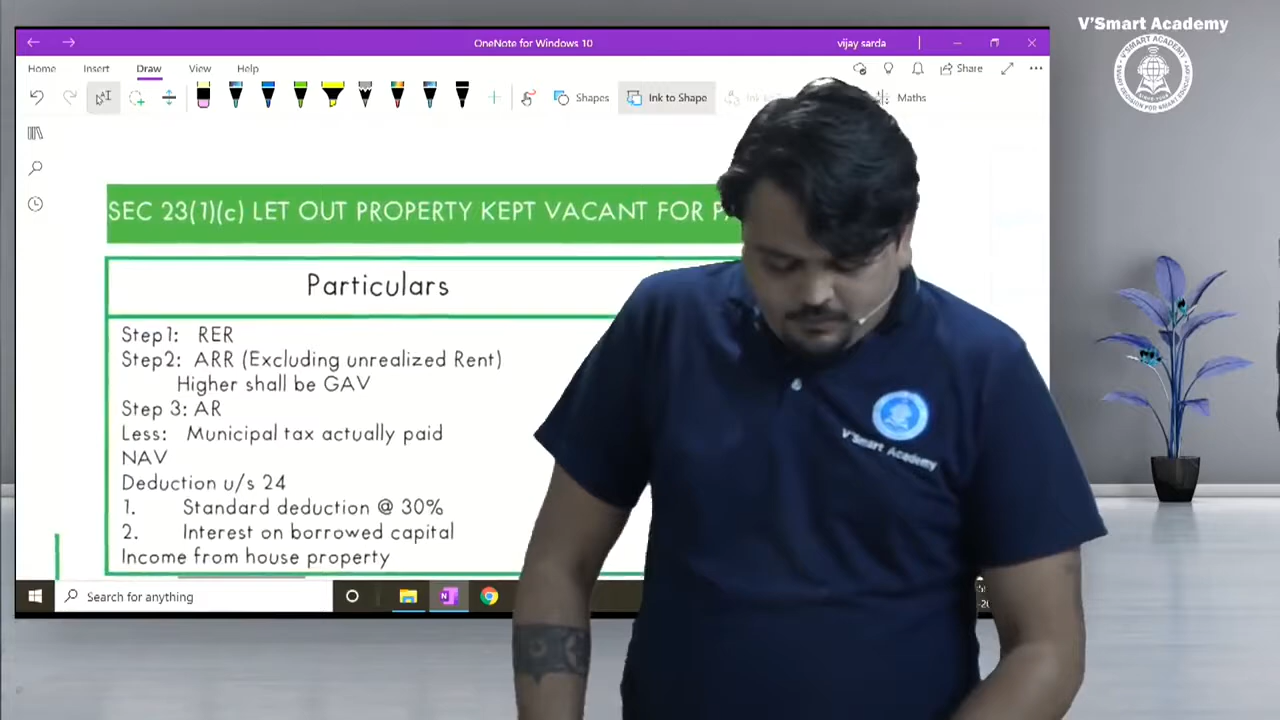 V'Smart Academy
OneNote for Windows 10
vijay sarda
Home Insert Draw View Help
Share
Shapes
Ink to Shape
Maths
SEC 23(1)(c) LET OUT PROPERTY KEPT VACANT FOR
Particulars
Step1: RER
Step2: ARR (Excluding unrealized Rent)
Higher shall be GAV
Step 3: AR
Less: Municipal tax actually paid
NAV
Deduction u/s 24
1. Standard deduction @ 30%
2. Interest on borrowed capital
Income from house property
Search for anything
V'Smart Academy